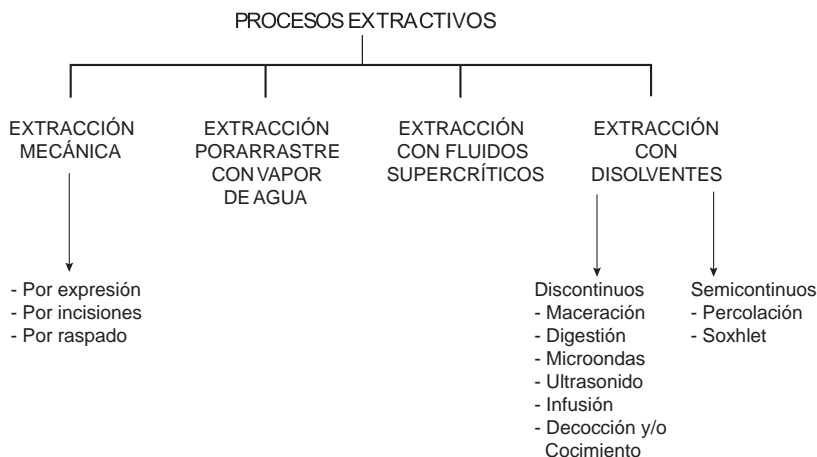 PROCESOS EXTRACTIVOS
EXTRACCIÓN
MECÁNICA
EXTRACCIÓN
PORARRASTRE
CON VAPOR
DE AGUA
EXTRACCIÓN
CON FLUIDOS
SUPERCRÍTICOS
EXTRACCIÓN
CON
DISOLVENTES
- Por expresión
- Por incisiones
- Por raspado
Discontinuos
- Maceración
- Digestión
- Microondas
- Ultrasonido
- Infusión
- Decocción y/o
Cocimiento
Semicontinuos
- Percolación
- Soxhlet